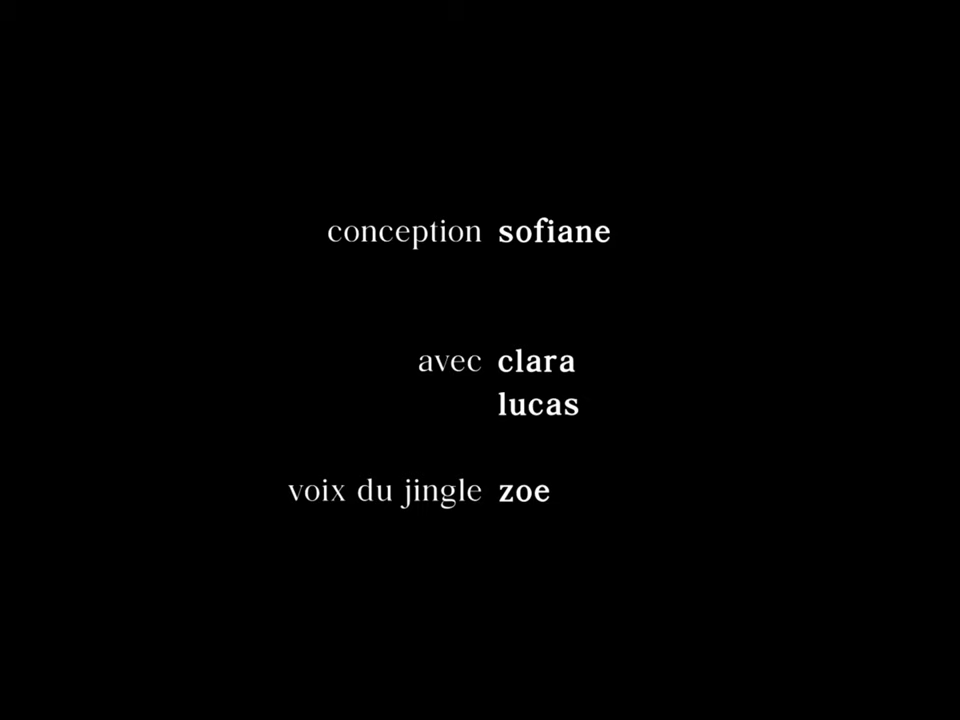 conception sofiane
avec clara
lucas
voix du jingle zoe